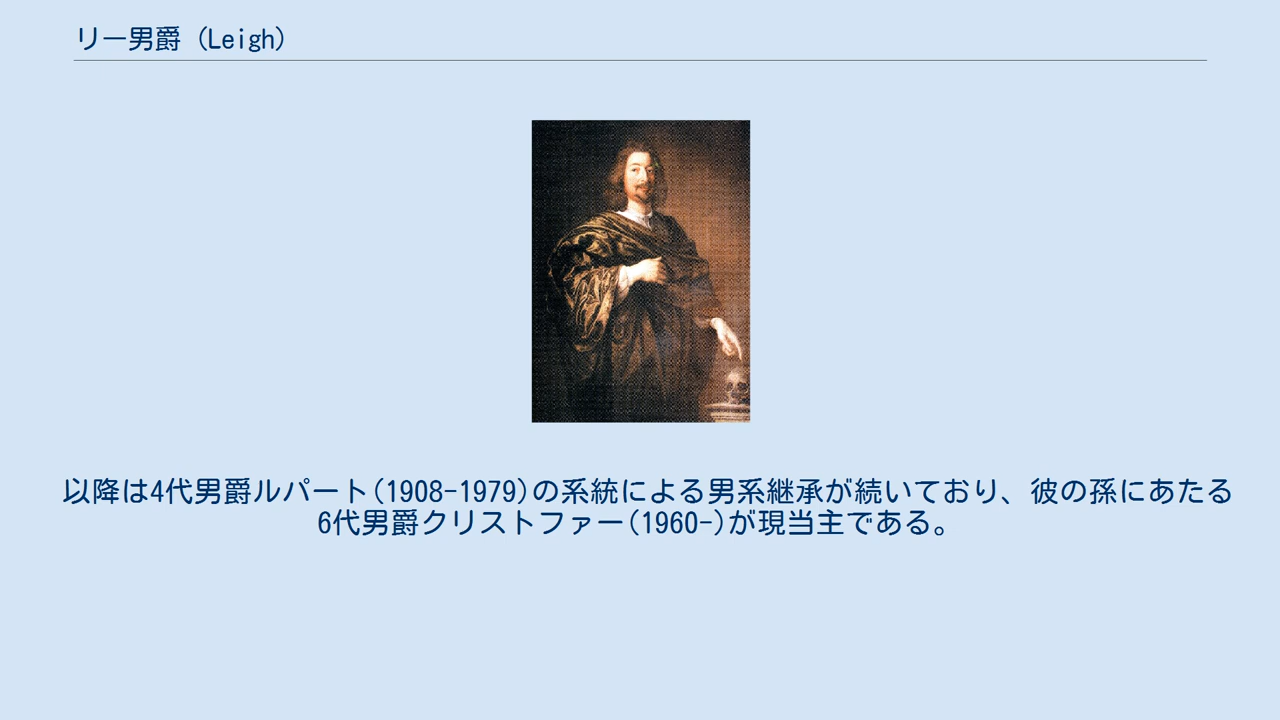 リー男爵 (Leigh)
以降は4代男爵ルパート(1908-1979)の系統による男系継承が続いており、彼の孫にあたる
6代男爵クリストファー(1960-)が現当主である。